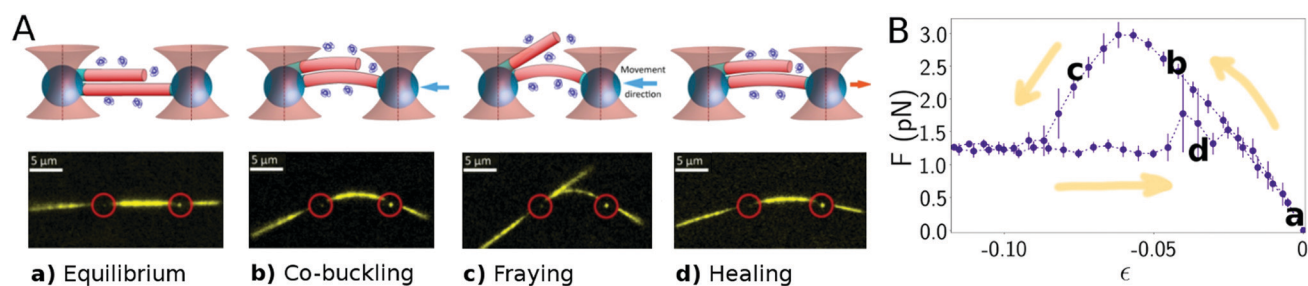 A
Movement
direction
5 μm
5 μm
5 μm
5 μm
a) Equilibrium
b) Co-buckling
c) Fraying
d) Healing
B
F (pN)
3.0
2.5
2.0
1.5
1.0
0.5
0.0
b
c
d
a
-0.10
-0.05
0
ϵ